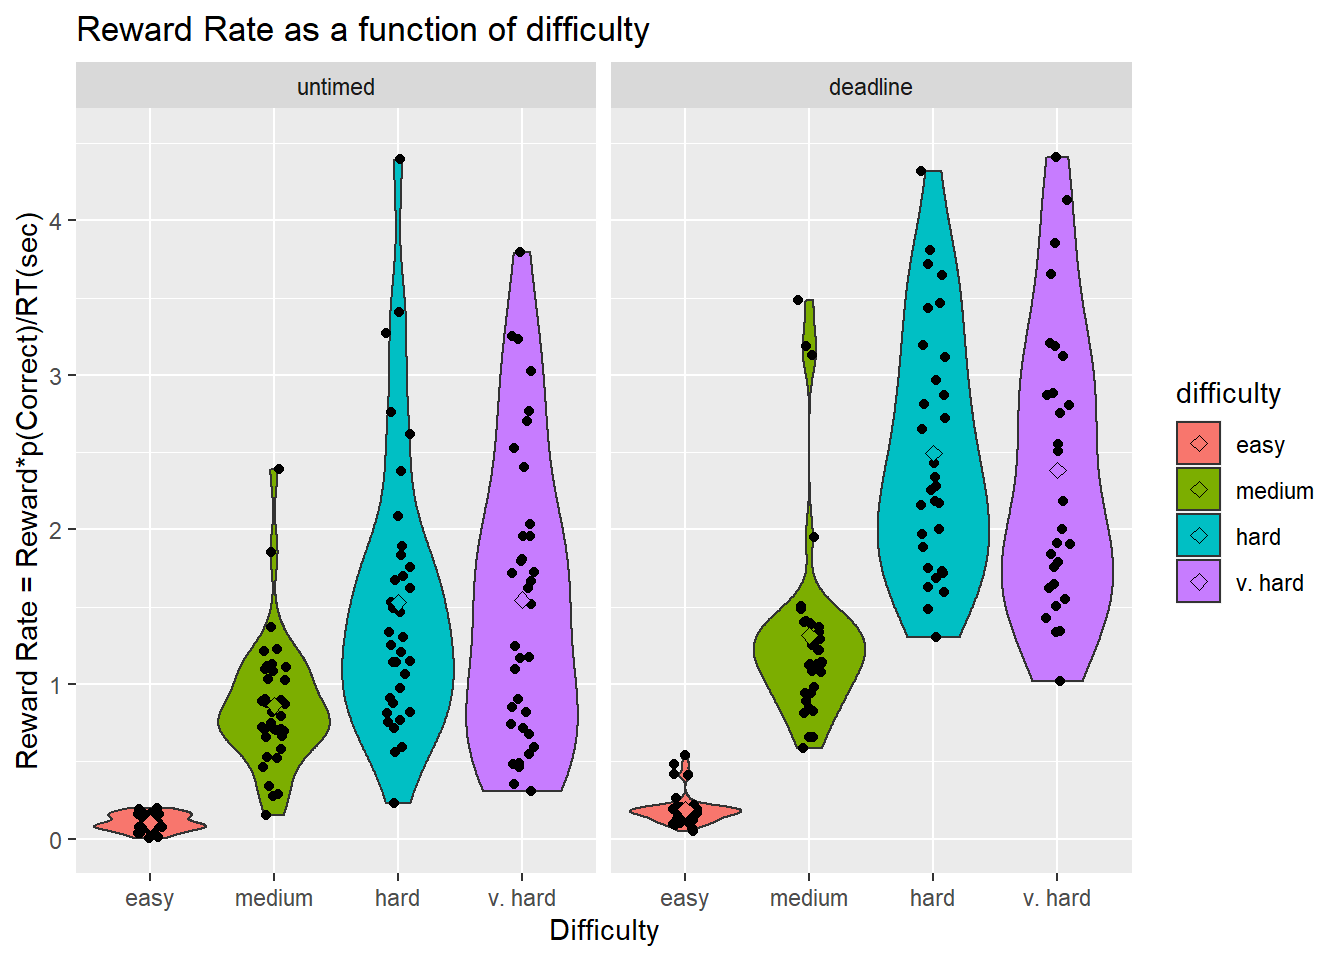 Reward Rate as a function of difficulty
untimed
deadline
Reward Rate = Reward*p(Correct)/RT(sec)
4
3
2
1
0
easy
medium
hard
v. hard
easy
medium
hard
v. hard
Difficulty
difficulty
easy
medium
hard
v. hard